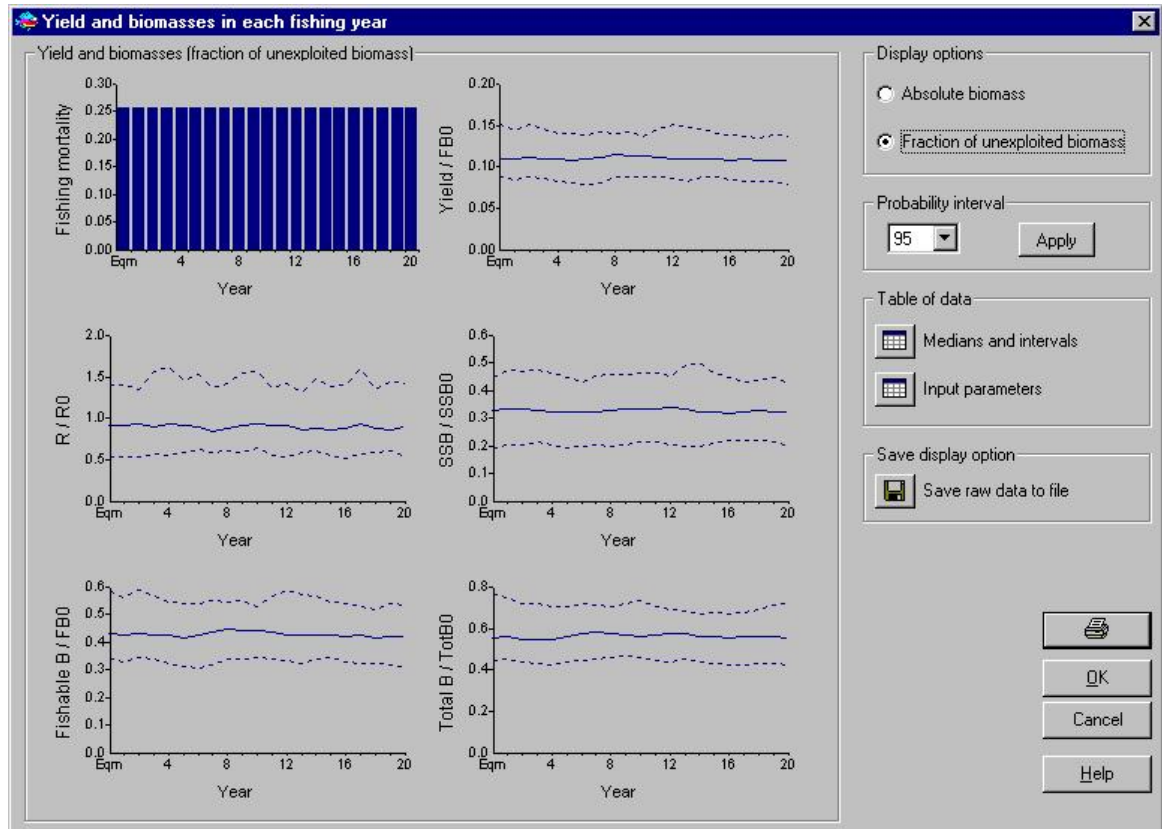 Yield and biomasses in each fishing year
Yield and biomasses (fraction of unexploited biomass)
0.30
0.25
0.20
0.15
0.10
0.05
0.00
Fishing mortality
Eqm 4 8 12 16 20
Year
0.20
0.15
0.10
0.05
0.00
Yield / FB0
Eqm 4 8 12 16 20
Year
2.0
1.5
1.0
0.5
0.0
R / R0
Eqm 4 8 12 16 20
Year
0.6
0.5
0.4
0.3
0.2
0.1
0.0
SSB / SSB0
Eqm 4 8 12 16 20
Year
0.6
0.5
0.4
0.3
0.2
0.1
0.0
Fishable B / FB0
Eqm 4 8 12 16 20
Year
0.8
0.6
0.4
0.2
0.0
Total B / TotB0
Eqm 4 8 12 16 20
Year
Display options
Absolute biomass
Fraction of unexploited biomass
Probability interval
95
Apply
Table of data
Medians and intervals
Input parameters
Save display option
Save raw data to file
OK
Cancel
Help